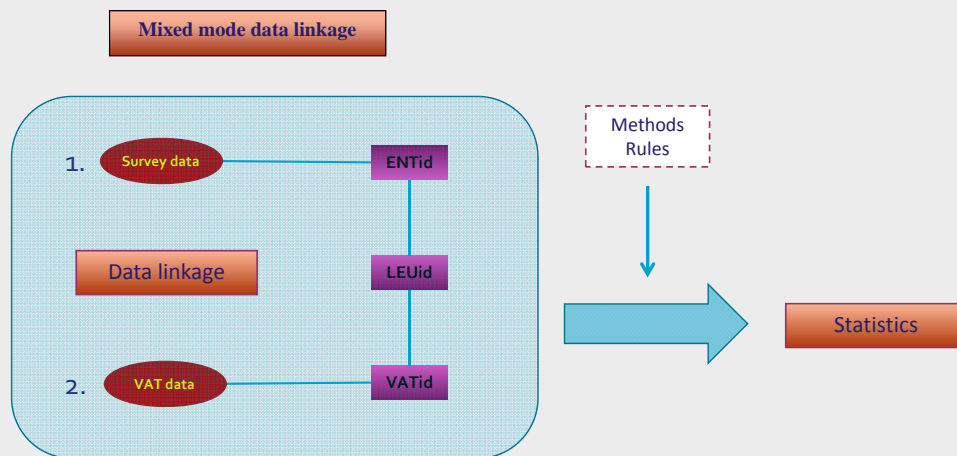 Mixed mode data linkage
1. Survey data ENTid
Methods
Rules
Data linkage LEUid
Statistics
2. VAT data VATid